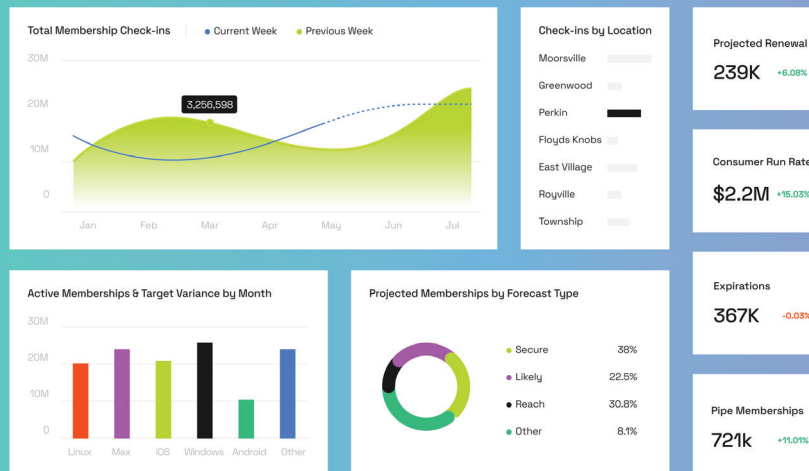 Total Membership Check-ins
Current Week
Previous Week
30M
20M
10M
0
3,256,598
Jan Feb Mar Apr May Jun Jul
Check-ins by Location
Moorsville
Greenwood
Perkin
Floyds Knobs
East Village
Royville
Township
Projected Renewal
239K +6.08%
Consumer Run Rate
$2.2M +15.03%
Expirations
367K -0.03%
Pipe Memberships
721k +11.01%
Active Memberships & Target Variance by Month
30M
20M
10M
0
Linux Max iOS Windows Android Other
Projected Memberships by Forecast Type
Secure 38%
Likely 22.5%
Reach 30.8%
Other 8.1%